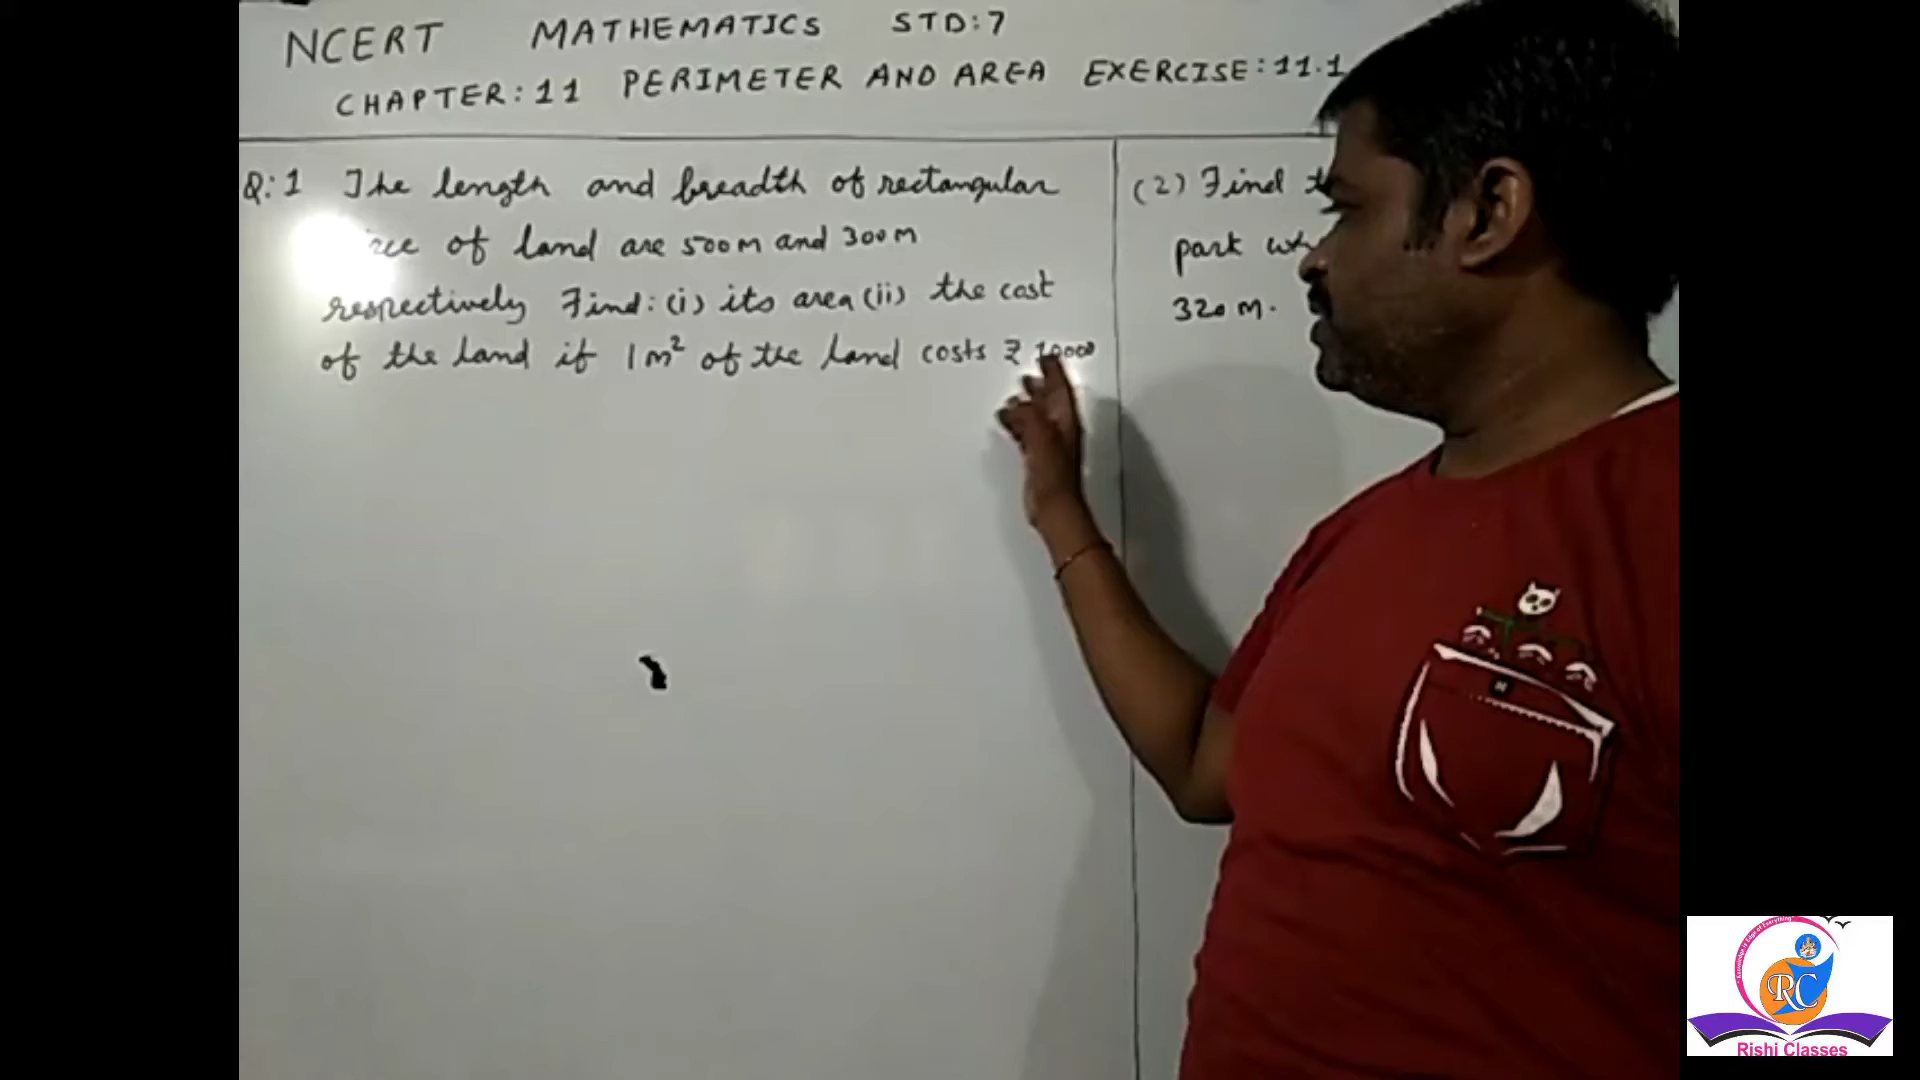 NCERT MATHEMATICS STD:7
CHAPTER:11 PERIMETER AND AREA EXERCISE:11.1
Q:1 The length and breadth of rectangular
of land are 500m and 300m
respectively Find:(i) its area (ii) the cost
of the land if 1m² of the land costs ₹ 10000
(2) Find
park
320 m.
RC
Rishi Classes